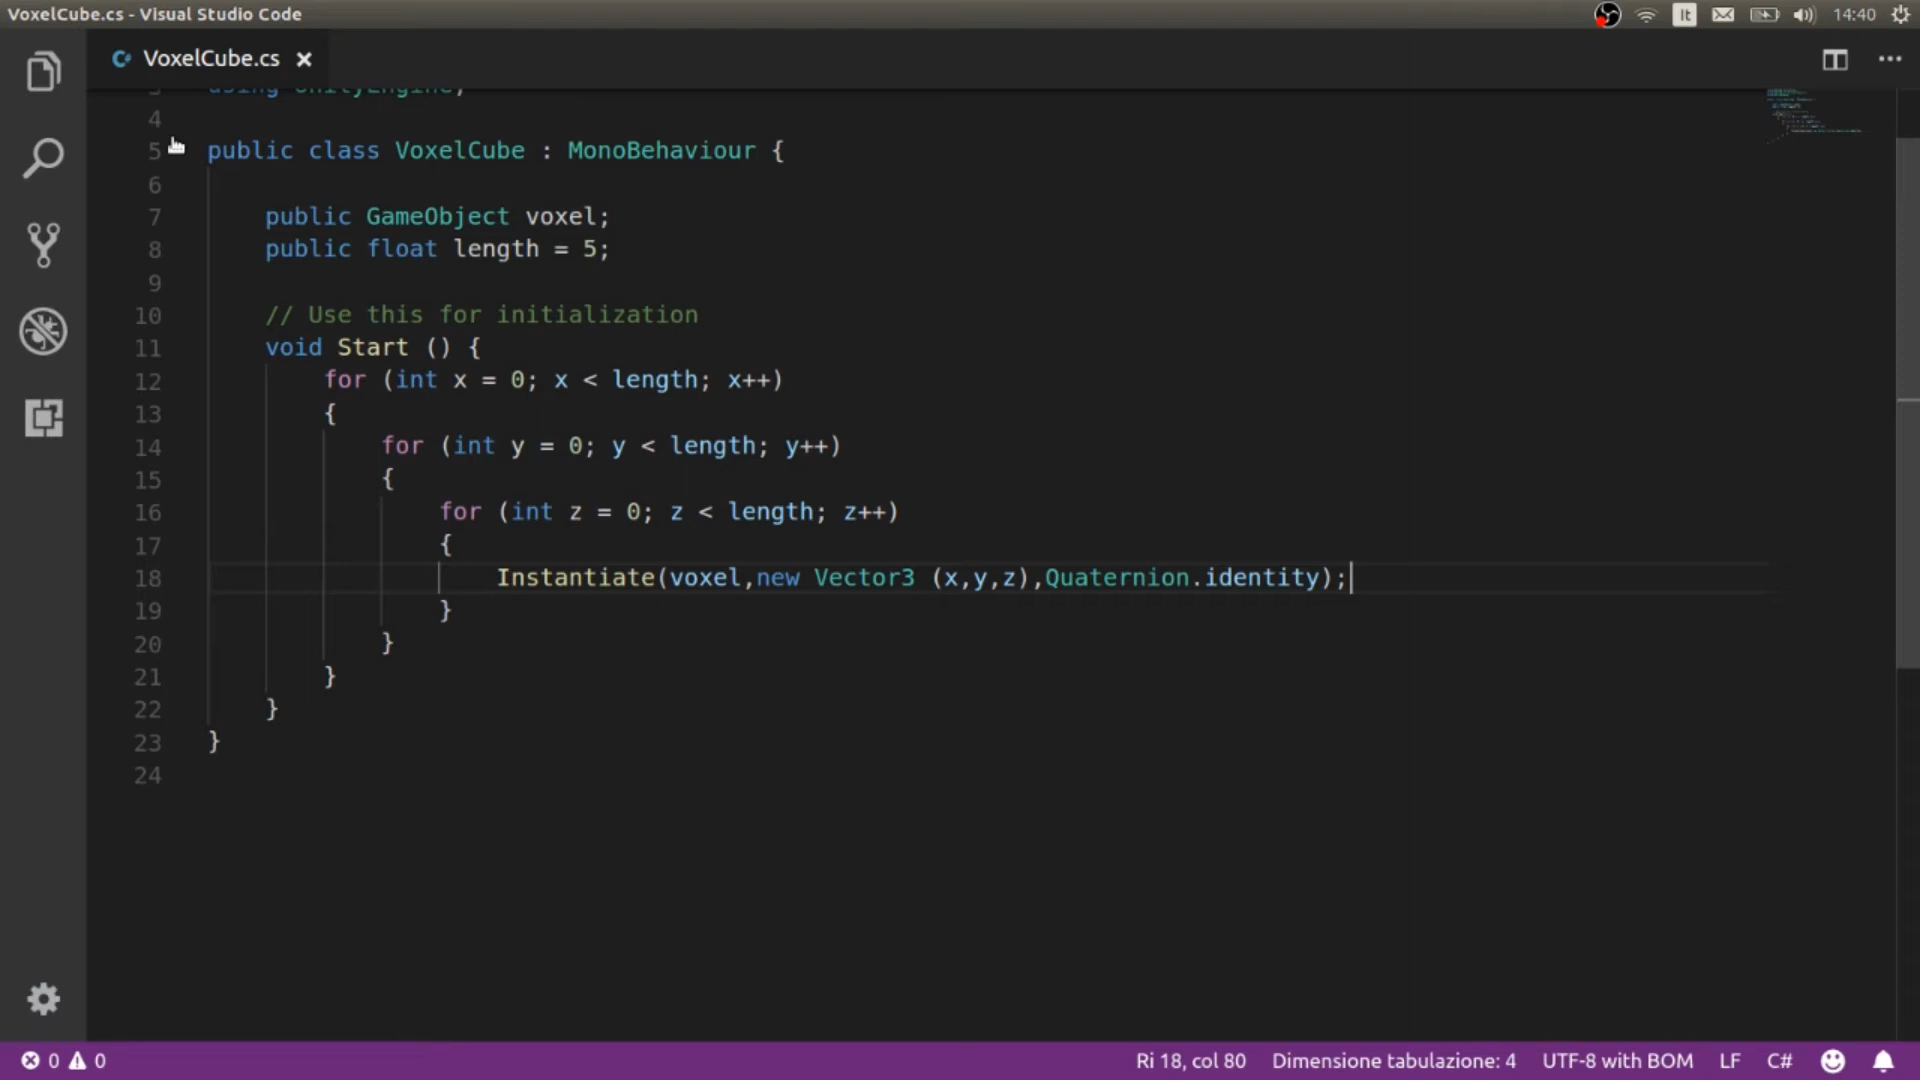 VoxelCube.cs - Visual Studio Code
It
14:40
VoxelCube.cs
using UnityEngine;
4
5 public class VoxelCube : MonoBehaviour {
6
7 public GameObject voxel;
8 public float length = 5;
9
10 // Use this for initialization
11 void Start () {
12 for (int x = 0; x < length; x++)
13 {
14 for (int y = 0; y < length; y++)
15 {
16 for (int z = 0; z < length; z++)
17 {
18 Instantiate(voxel,new Vector3 (x,y,z),Quaternion.identity);
19 }
20 }
21 }
22 }
23 }
24
0 0
Ri 18, col 80 Dimensione tabulazione: 4 UTF-8 with BOM LF C#